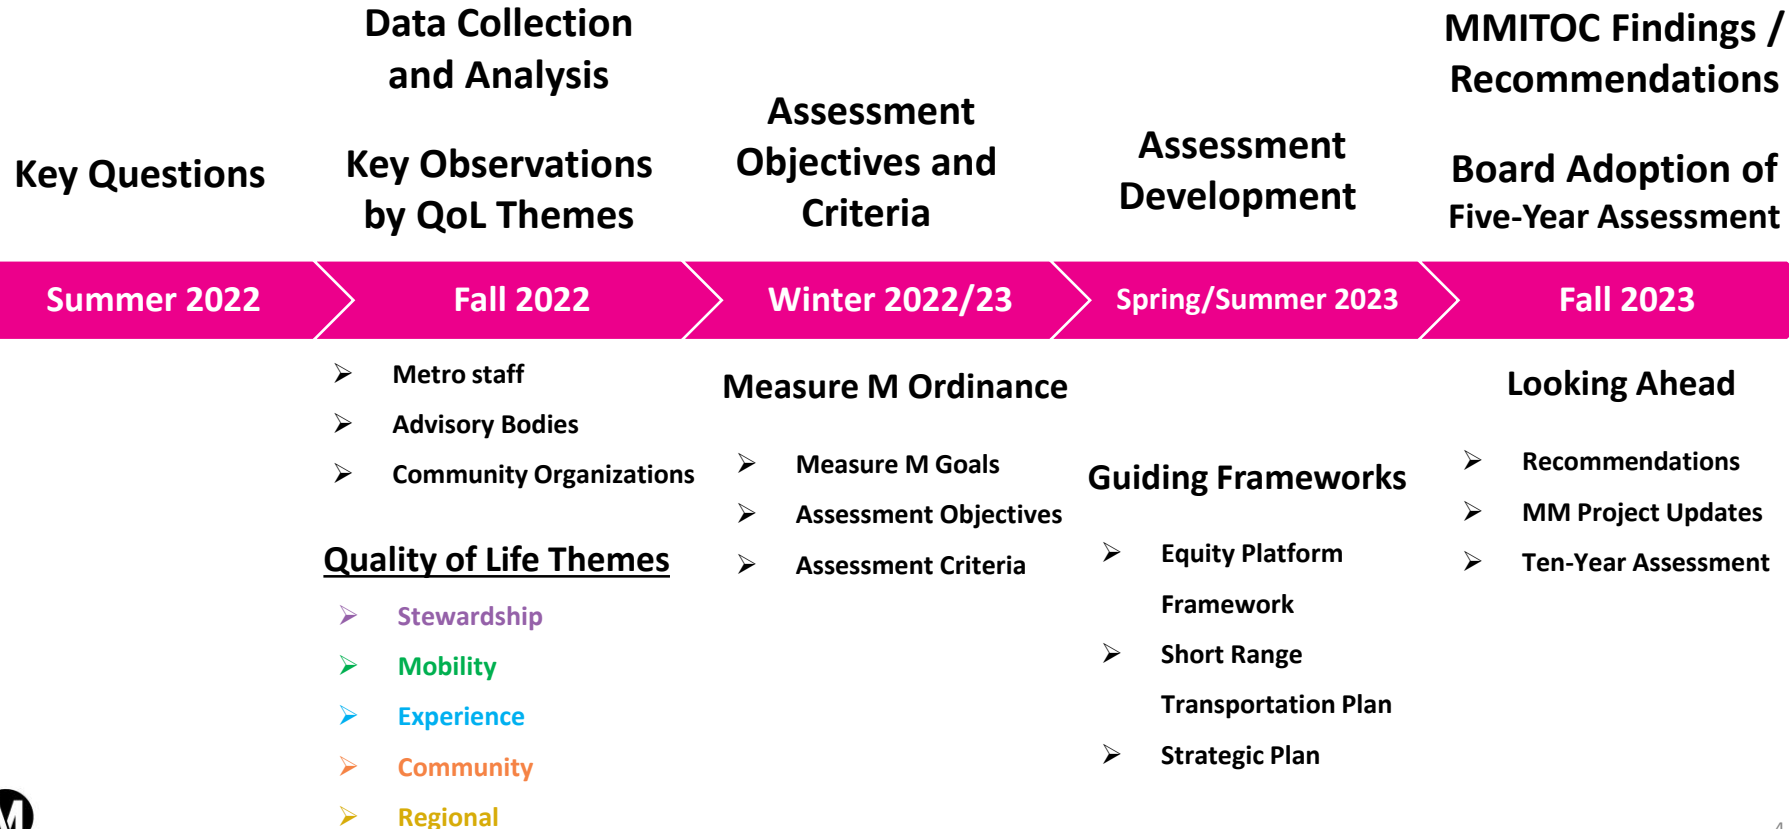 Key Questions
Data Collection
and Analysis
Key Observations
by QoL Themes
Assessment
Objectives and
Criteria
Assessment
Development
MMITOC Findings /
Recommendations
Board Adoption of
Five-Year Assessment
Summer 2022
Fall 2022
Winter 2022/23
Spring/Summer 2023
Fall 2023
Metro staff
Advisory Bodies
Community Organizations
Quality of Life Themes
Stewardship
Mobility
Experience
Community
Regional
Measure M Ordinance
Measure M Goals
Assessment Objectives
Assessment Criteria
Guiding Frameworks
Equity Platform
Framework
Short Range
Transportation Plan
Strategic Plan
Looking Ahead
Recommendations
MM Project Updates
Ten-Year Assessment
M